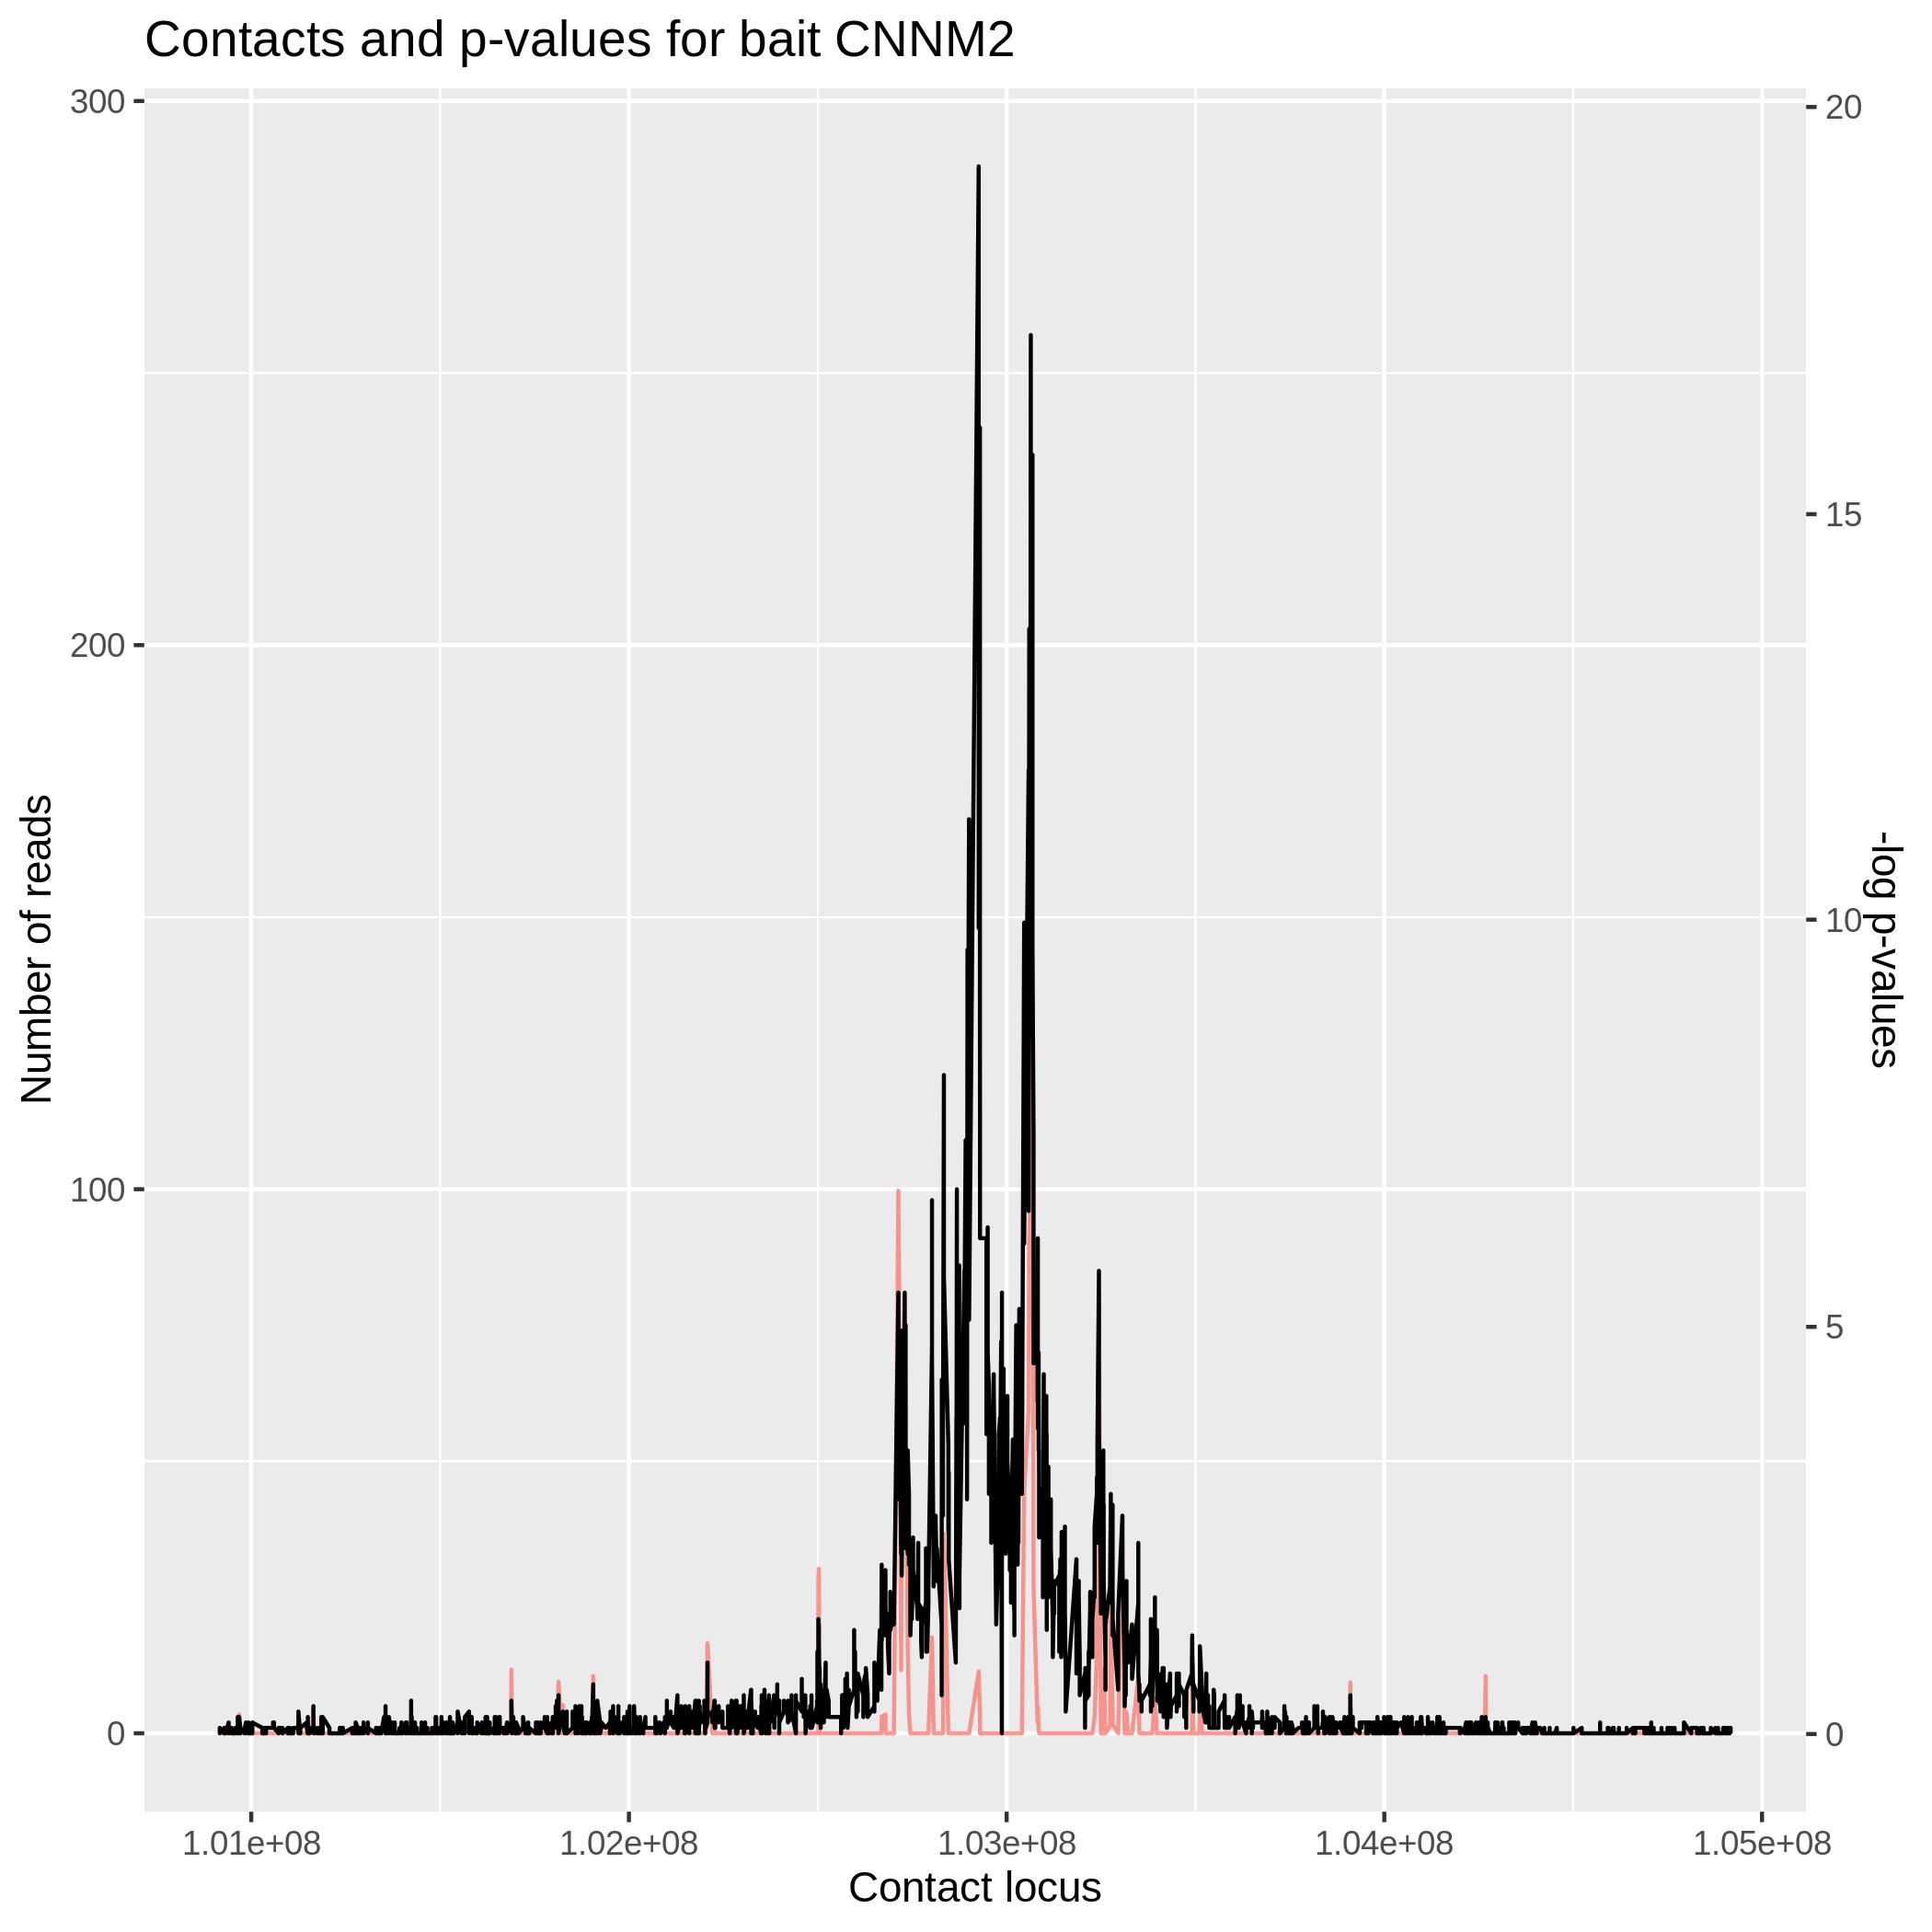 Contacts and p-values for bait CNNM2
300
200
100
0
Number of reads
20
15
10
5
0
-log p-values
1.01e+08
1.02e+08
1.03e+08
1.04e+08
1.05e+08
Contact locus